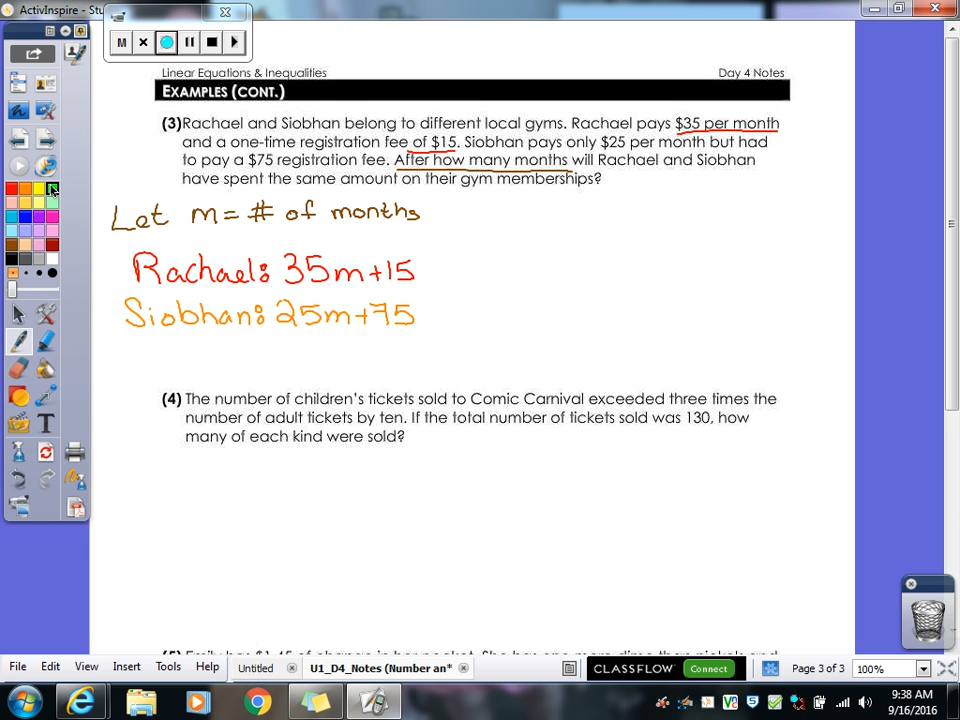 ActivInspire - Stu
Linear Equations & Inequalities
Day 4 Notes
EXAMPLES (CONT.)
(3)Rachael and Siobhan belong to different local gyms. Rachael pays $35 per month
and a one-time registration fee of $15. Siobhan pays only $25 per month but had
to pay a $75 registration fee. After how many months will Rachael and Siobhan
have spent the same amount on their gym memberships?
Let m = # of months
Rachael: 35m+15
Siobhan: 25m+75
(4) The number of children's tickets sold to Comic Carnival exceeded three times the
number of adult tickets by ten. If the total number of tickets sold was 130, how
many of each kind were sold?
File Edit View Insert Tools Help Untitled U1_D4_Notes (Number an* CLASSFLOW Connect Page 3 of 3 100%
9:38 AM
9/16/2016